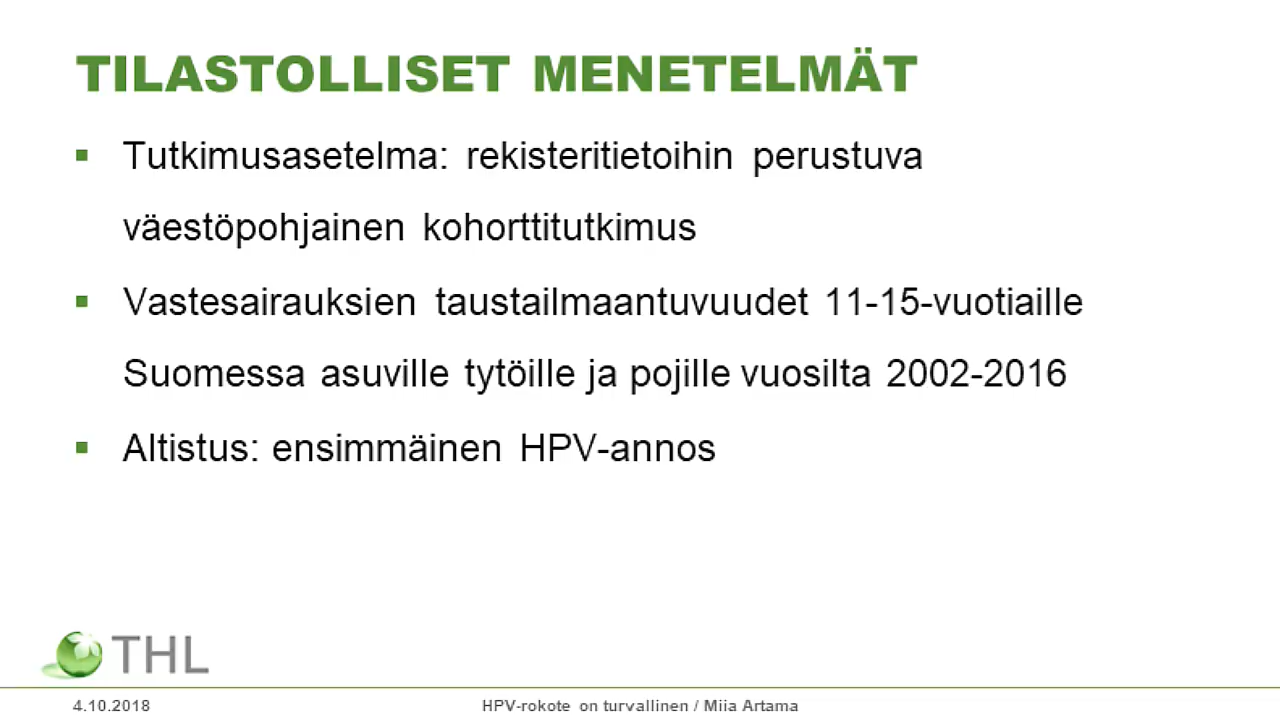 TILASTOLLISET MENETELMÄT
▪ Tutkimusasetelma: rekisteritietoihin perustuva
väestöpohjainen kohorttitutkimus
▪ Vastesairauksien taustailmaantuvuudet 11-15-vuotiaille
Suomessa asuville tytöille ja pojille vuosilta 2002-2016
▪ Altistus: ensimmäinen HPV-annos
THL
4.10.2018
HPV-rokote on turvallinen / Miia Artama